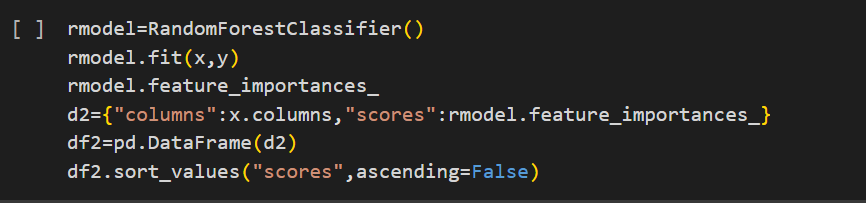 [ ] rmodel=RandomForestClassifier()
rmodel.fit(x,y)
rmodel.feature_importances_
d2={"columns":x.columns,"scores":rmodel.feature_importances_}
df2=pd.DataFrame(d2)
df2.sort_values("scores",ascending=False)